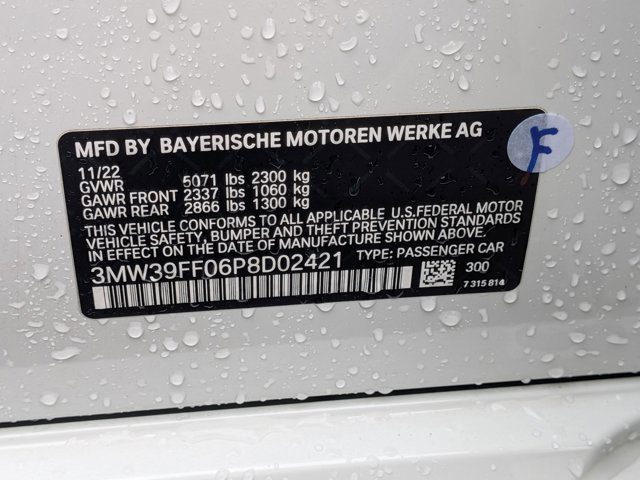 MFD BY BAYERISCHE MOTOREN WERKE AG
F
11/22
GVWR 5071 lbs 2300 kg
GAWR FRONT 2337 lbs 1060 kg
GAWR REAR 2866 lbs 1300 kg
THIS VEHICLE CONFORMS TO ALL APPLICABLE U.S.FEDERAL MOTOR
VEHICLE SAFETY, BUMPER AND THEFT PREVENTION STANDARDS
IN EFFECT ON THE DATE OF MANUFACTURE SHOWN ABOVE.
3MW39FF06P8D02421 TYPE: PASSENGER CAR
300
7 315 814